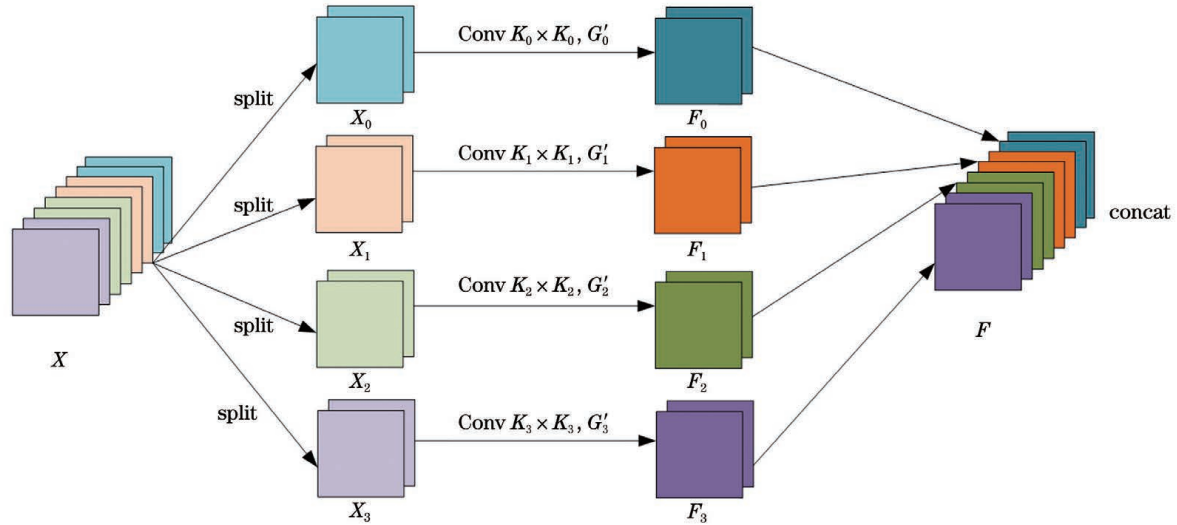 Conv K₀ × K₀, G′₀
split
X₀
F₀
Conv K₁ × K₁, G′₁
split
X₁
F₁
concat
Conv K₂ × K₂, G′₂
split
X₂
F₂
X
F
Conv K₃ × K₃, G′₃
split
X₃
F₃